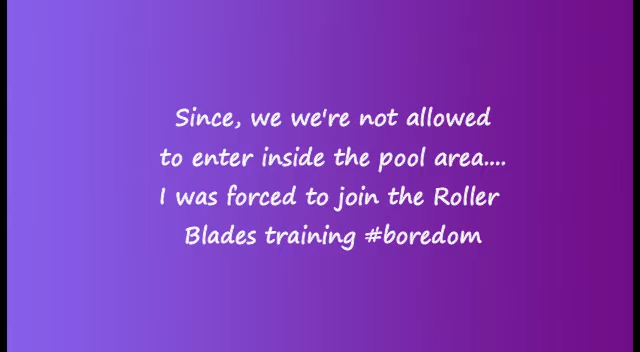 Since, we we're not allowed
to enter inside the pool area....
I was forced to join the Roller
Blades training #boredom